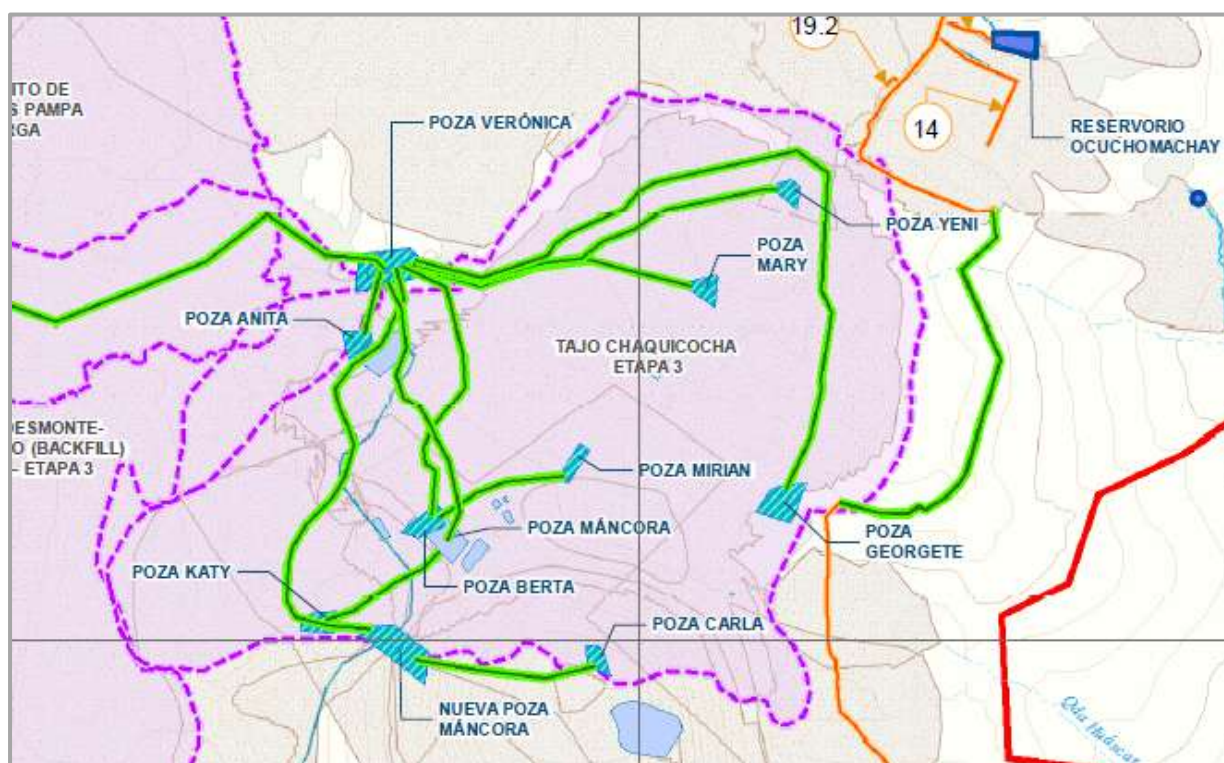 19.2
ITO DE
S PAMPA
RGA
POZA VERÓNICA
14
RESERVORIO
OCUCHOMACHAY
POZA YENI
POZA
MARY
POZA ANITA
TAJO CHAQUICOCHA
ETAPA 3
DESMONTE-
O (BACKFILL)
- ETAPA 3
POZA MIRIAN
POZA MÁNCORA
POZA
GEORGETE
POZA KATY
POZA BERTA
POZA CARLA
NUEVA POZA
MÁNCORA
Qda Huáscar